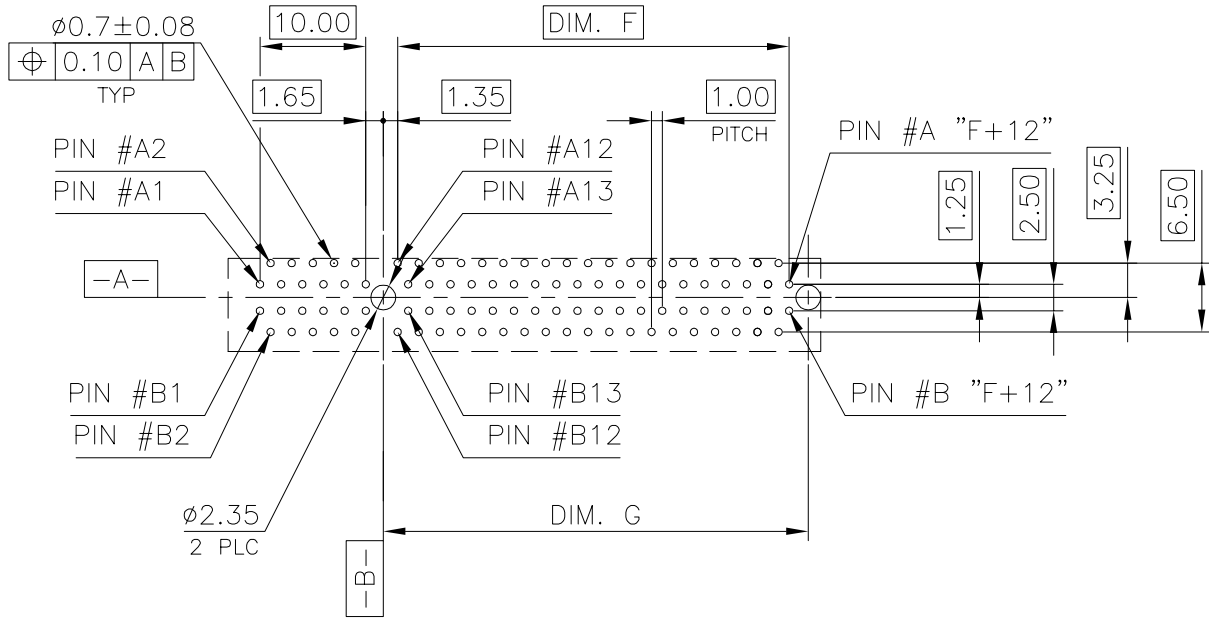 ⌀0.7±0.08
⌖ 0.10 A B
TYP
10.00
DIM. F
1.65
1.35
1.00
PITCH
PIN #A "F+12"
PIN #A2
PIN #A1
PIN #A12
PIN #A13
1.25
2.50
3.25
6.50
-A-
PIN #B1
PIN #B2
PIN #B13
PIN #B12
PIN #B "F+12"
⌀2.35
2 PLC
DIM. G
-B-